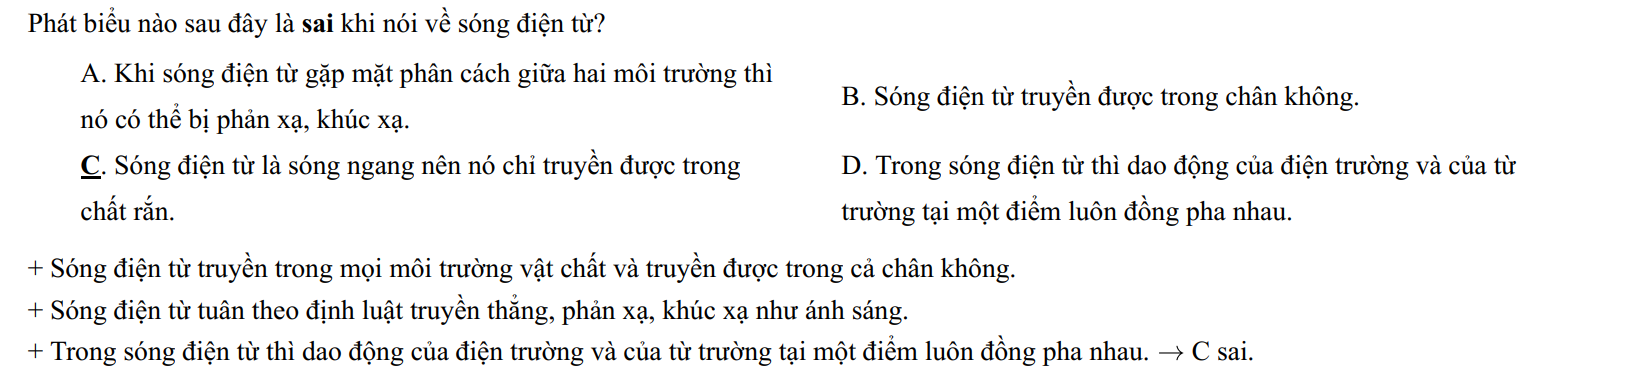 Phát biểu nào sau đây là sai khi nói về sóng điện từ?
A. Khi sóng điện từ gặp mặt phân cách giữa hai môi trường thì
nó có thể bị phản xạ, khúc xạ.
B. Sóng điện từ truyền được trong chân không.
C. Sóng điện từ là sóng ngang nên nó chỉ truyền được trong
chất rắn.
D. Trong sóng điện từ thì dao động của điện trường và của từ
trường tại một điểm luôn đồng pha nhau.
+ Sóng điện từ truyền trong mọi môi trường vật chất và truyền được trong cả chân không.
+ Sóng điện từ tuân theo định luật truyền thẳng, phản xạ, khúc xạ như ánh sáng.
+ Trong sóng điện từ thì dao động của điện trường và của từ trường tại một điểm luôn đồng pha nhau. → C sai.